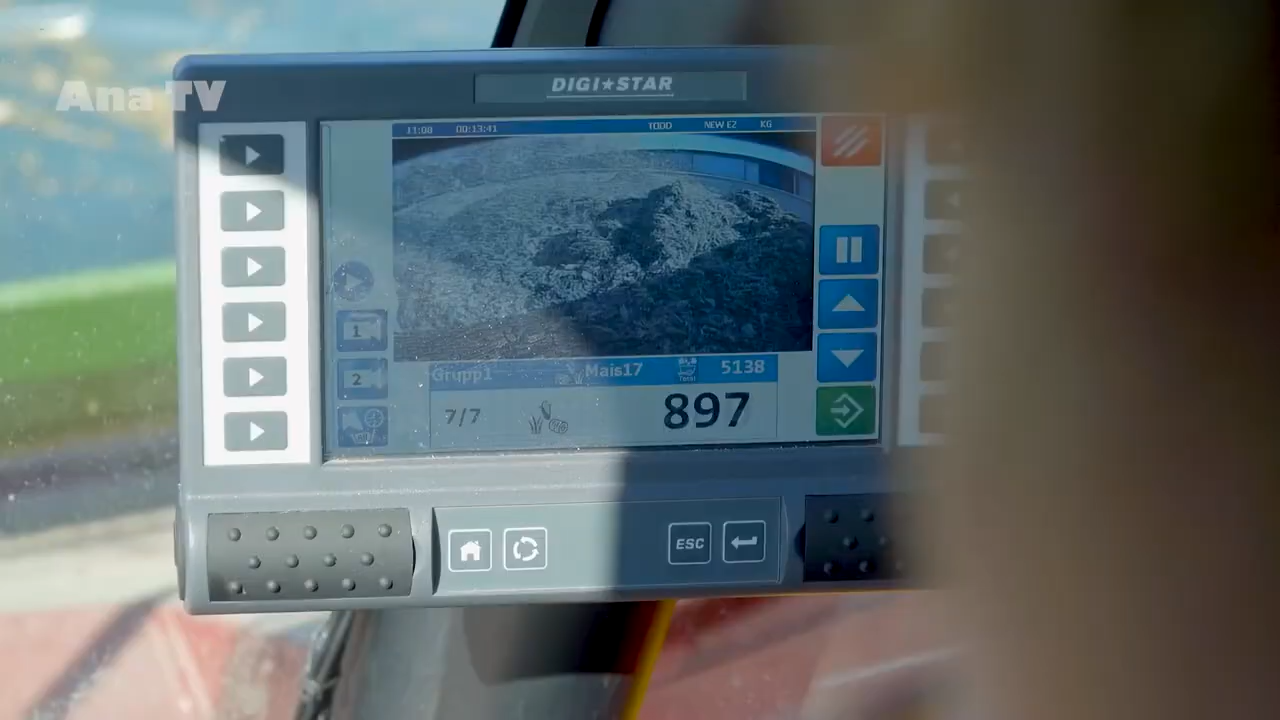 Ana TV
DIGI★STAR
11:00 00:13:41 TODD NEW EZ KG
1
2
Grupp1 Mais17 Total 5138
7/7 897
ESC